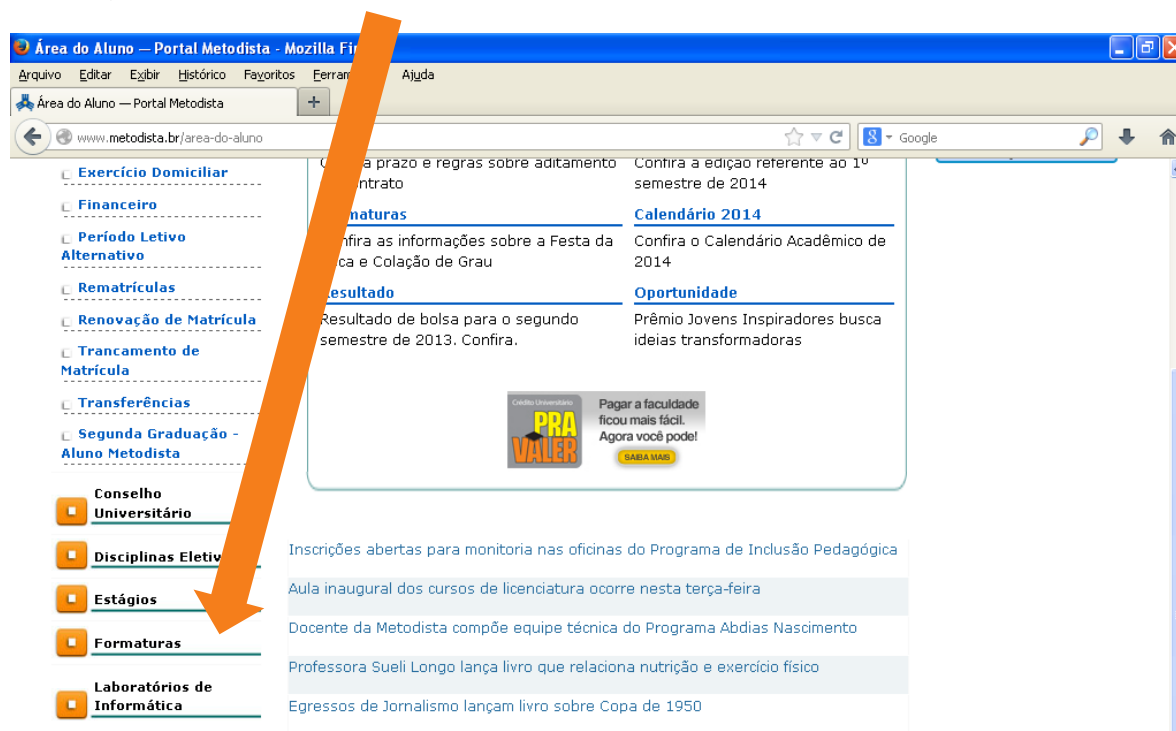 Área do Aluno — Portal Metodista - Mozilla Fi
Arquivo Editar Exibir Histórico Favoritos Ferram Ajuda
Área do Aluno — Portal Metodista
www.metodista.br/area-do-aluno
Google
Exercício Domiciliar
Financeiro
Período Letivo
Alternativo
Rematrículas
Renovação de Matrícula
Trancamento de
Matrícula
Transferências
Segunda Graduação -
Aluno Metodista
Conselho
Universitário
Disciplinas Eletiv
Estágios
Formaturas
Laboratórios de
Informática
a prazo e regras sobre aditamento
ntrato
maturas
nfira as informações sobre a Festa da
ca e Colação de Grau
esultado
Resultado de bolsa para o segundo
semestre de 2013. Confira.
Confira a edição referente ao 1º
semestre de 2014
Calendário 2014
Confira o Calendário Acadêmico de
2014
Oportunidade
Prêmio Jovens Inspiradores busca
ideias transformadoras
Crédito Universitário
PRA
VALER
Pagar a faculdade
ficou mais fácil.
Agora você pode!
SAIBA MAIS
Inscrições abertas para monitoria nas oficinas do Programa de Inclusão Pedagógica
Aula inaugural dos cursos de licenciatura ocorre nesta terça-feira
Docente da Metodista compõe equipe técnica do Programa Abdias Nascimento
Professora Sueli Longo lança livro que relaciona nutrição e exercício físico
Egressos de Jornalismo lançam livro sobre Copa de 1950